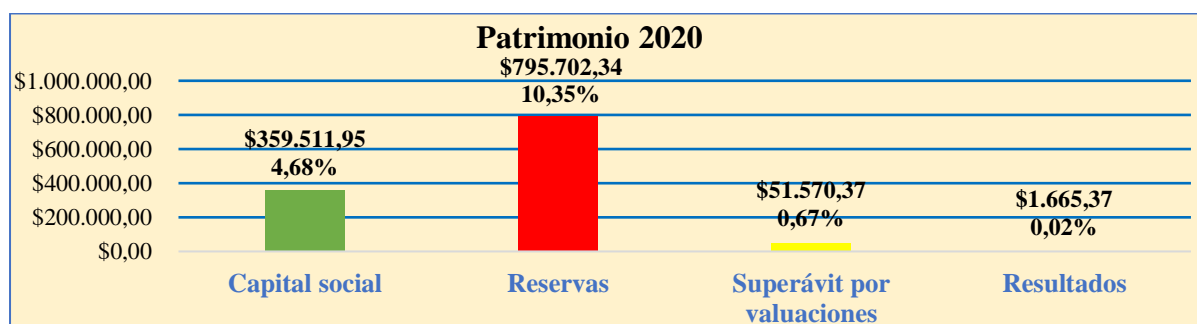 Patrimonio 2020
$1.000.000,00
$800.000,00
$600.000,00
$400.000,00
$200.000,00
$0,00
$359.511,95
4,68%
$795.702,34
10,35%
$51.570,37
0,67%
$1.665,37
0,02%
Capital social
Reservas
Superávit por
valuaciones
Resultados